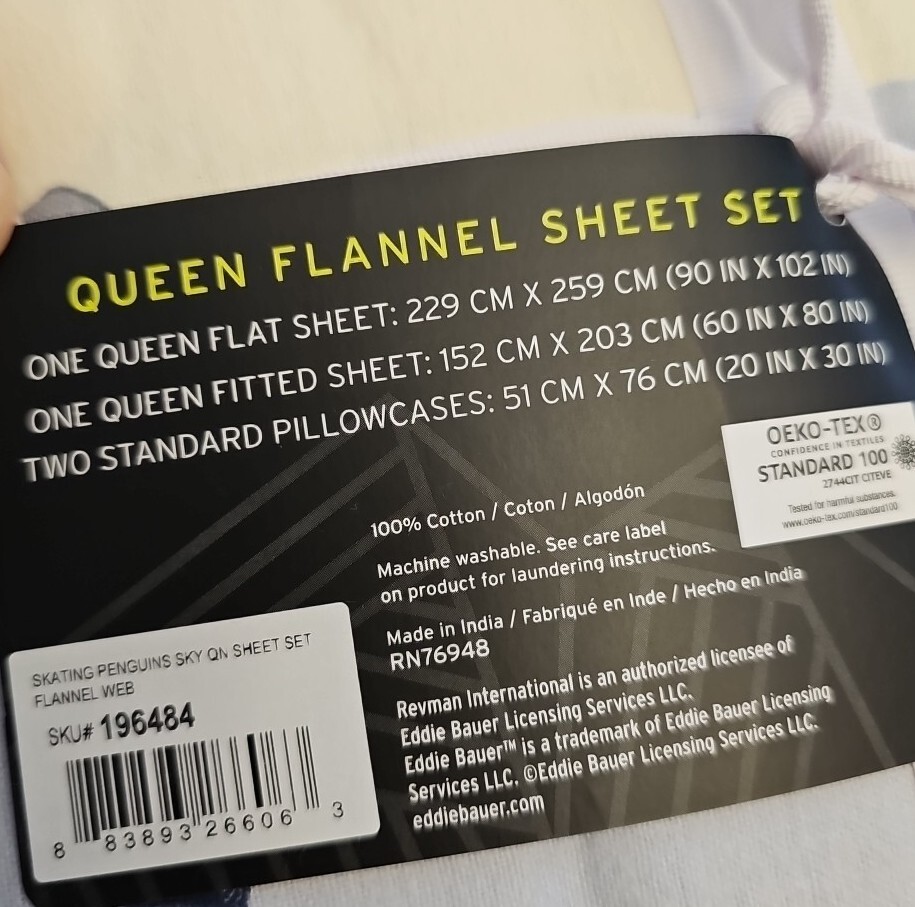 QUEEN FLANNEL SHEET SET
ONE QUEEN FLAT SHEET: 229 CM X 259 CM (90 IN X 102 IN)
ONE QUEEN FITTED SHEET: 152 CM X 203 CM (60 IN X 80 IN)
TWO STANDARD PILLOWCASES: 51 CM X 76 CM (20 IN X 30 IN)
OEKO-TEX®
CONFIDENCE IN TEXTILES
STANDARD 100
2744CIT CITEVE
Tested for harmful substances.
www.oeko-tex.com/standard100
100% Cotton / Coton / Algodón
Machine washable. See care label
on product for laundering instructions.
Made in India / Fabriqué en Inde / Hecho en India
RN76948
Revman International is an authorized licensee of
Eddie Bauer Licensing Services LLC.
Eddie Bauer™ is a trademark of Eddie Bauer Licensing
Services LLC. ©Eddie Bauer Licensing Services LLC.
eddiebauer.com
SKATING PENGUINS SKY QN SHEET SET
FLANNEL WEB
SKU# 196484
8 83893 26606 3